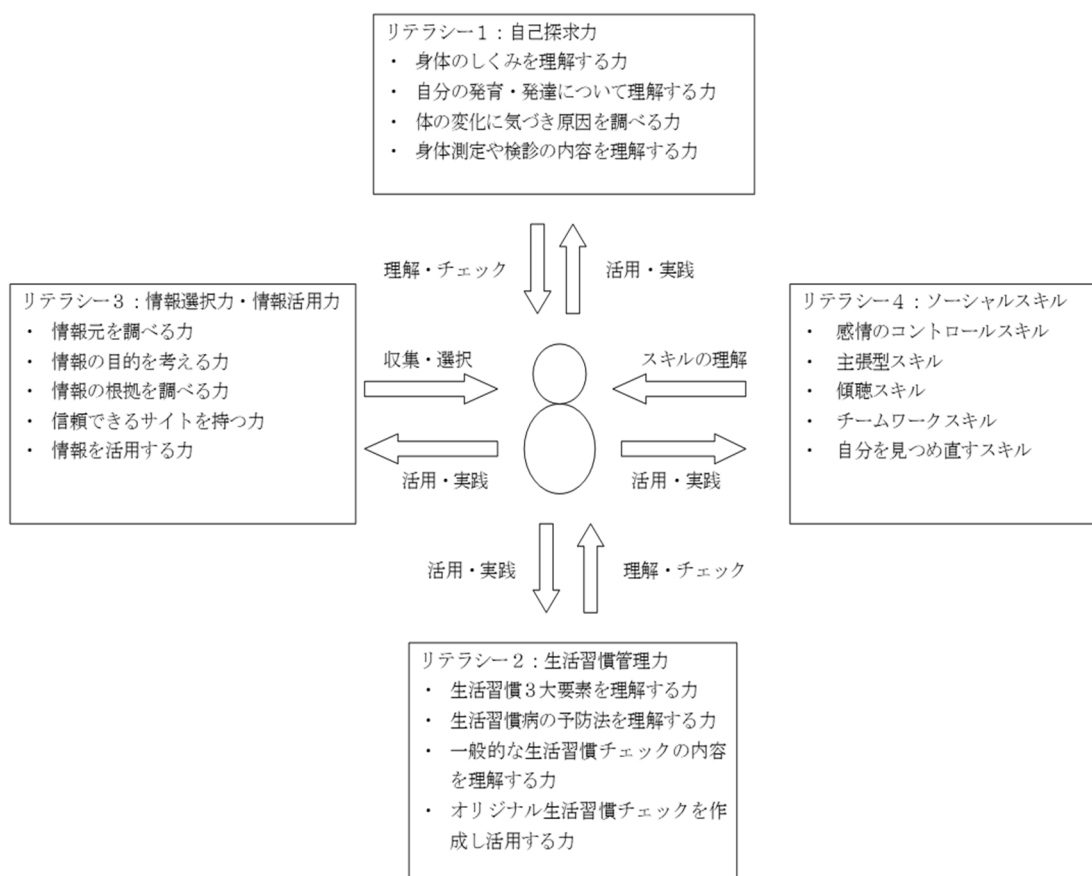 リテラシー１：自己探求力
・ 身体のしくみを理解する力
・ 自分の発育・発達について理解する力
・ 体の変化に気づき原因を調べる力
・ 身体測定や検診の内容を理解する力
理解・チェック
活用・実践
リテラシー３：情報選択力・情報活用力
・ 情報元を調べる力
・ 情報の目的を考える力
・ 情報の根拠を調べる力
・ 信頼できるサイトを持つ力
・ 情報を活用する力
収集・選択
活用・実践
スキルの理解
活用・実践
リテラシー４：ソーシャルスキル
・ 感情のコントロールスキル
・ 主張型スキル
・ 傾聴スキル
・ チームワークスキル
・ 自分を見つめ直すスキル
活用・実践
理解・チェック
リテラシー２：生活習慣管理力
・ 生活習慣３大要素を理解する力
・ 生活習慣病の予防法を理解する力
・ 一般的な生活習慣チェックの内容
を理解する力
・ オリジナル生活習慣チェックを作
成し活用する力